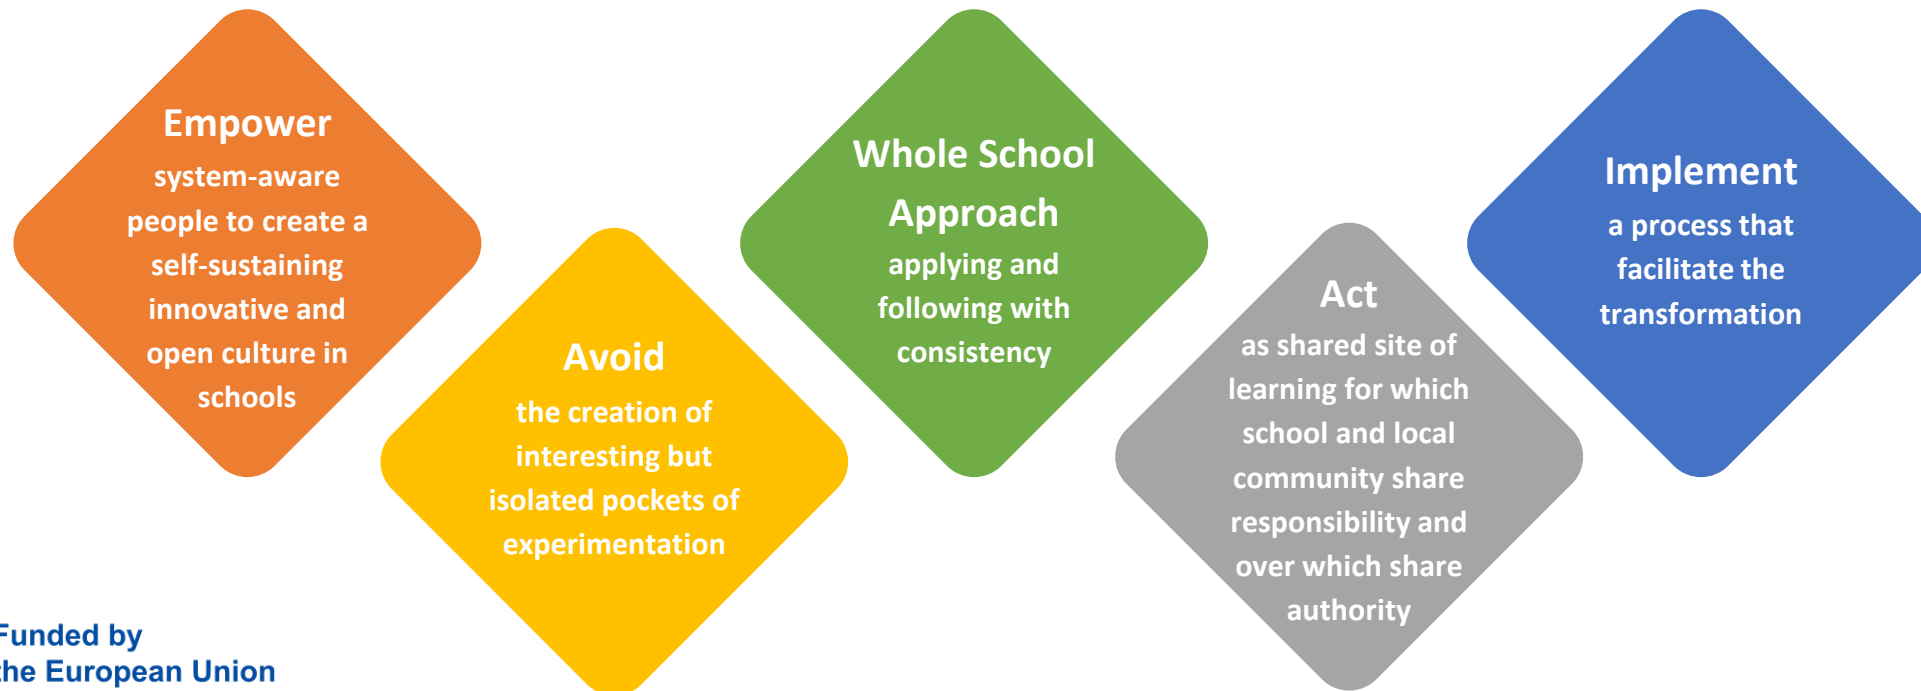 Empower
system-aware
people to create a
self-sustaining
innovative and
open culture in
schools
Avoid
the creation of
interesting but
isolated pockets of
experimentation
Whole School
Approach
applying and
following with
consistency
Act
as shared site of
learning for which
school and local
community share
responsibility and
over which share
authority
Implement
a process that
facilitate the
transformation
Funded by
the European Union